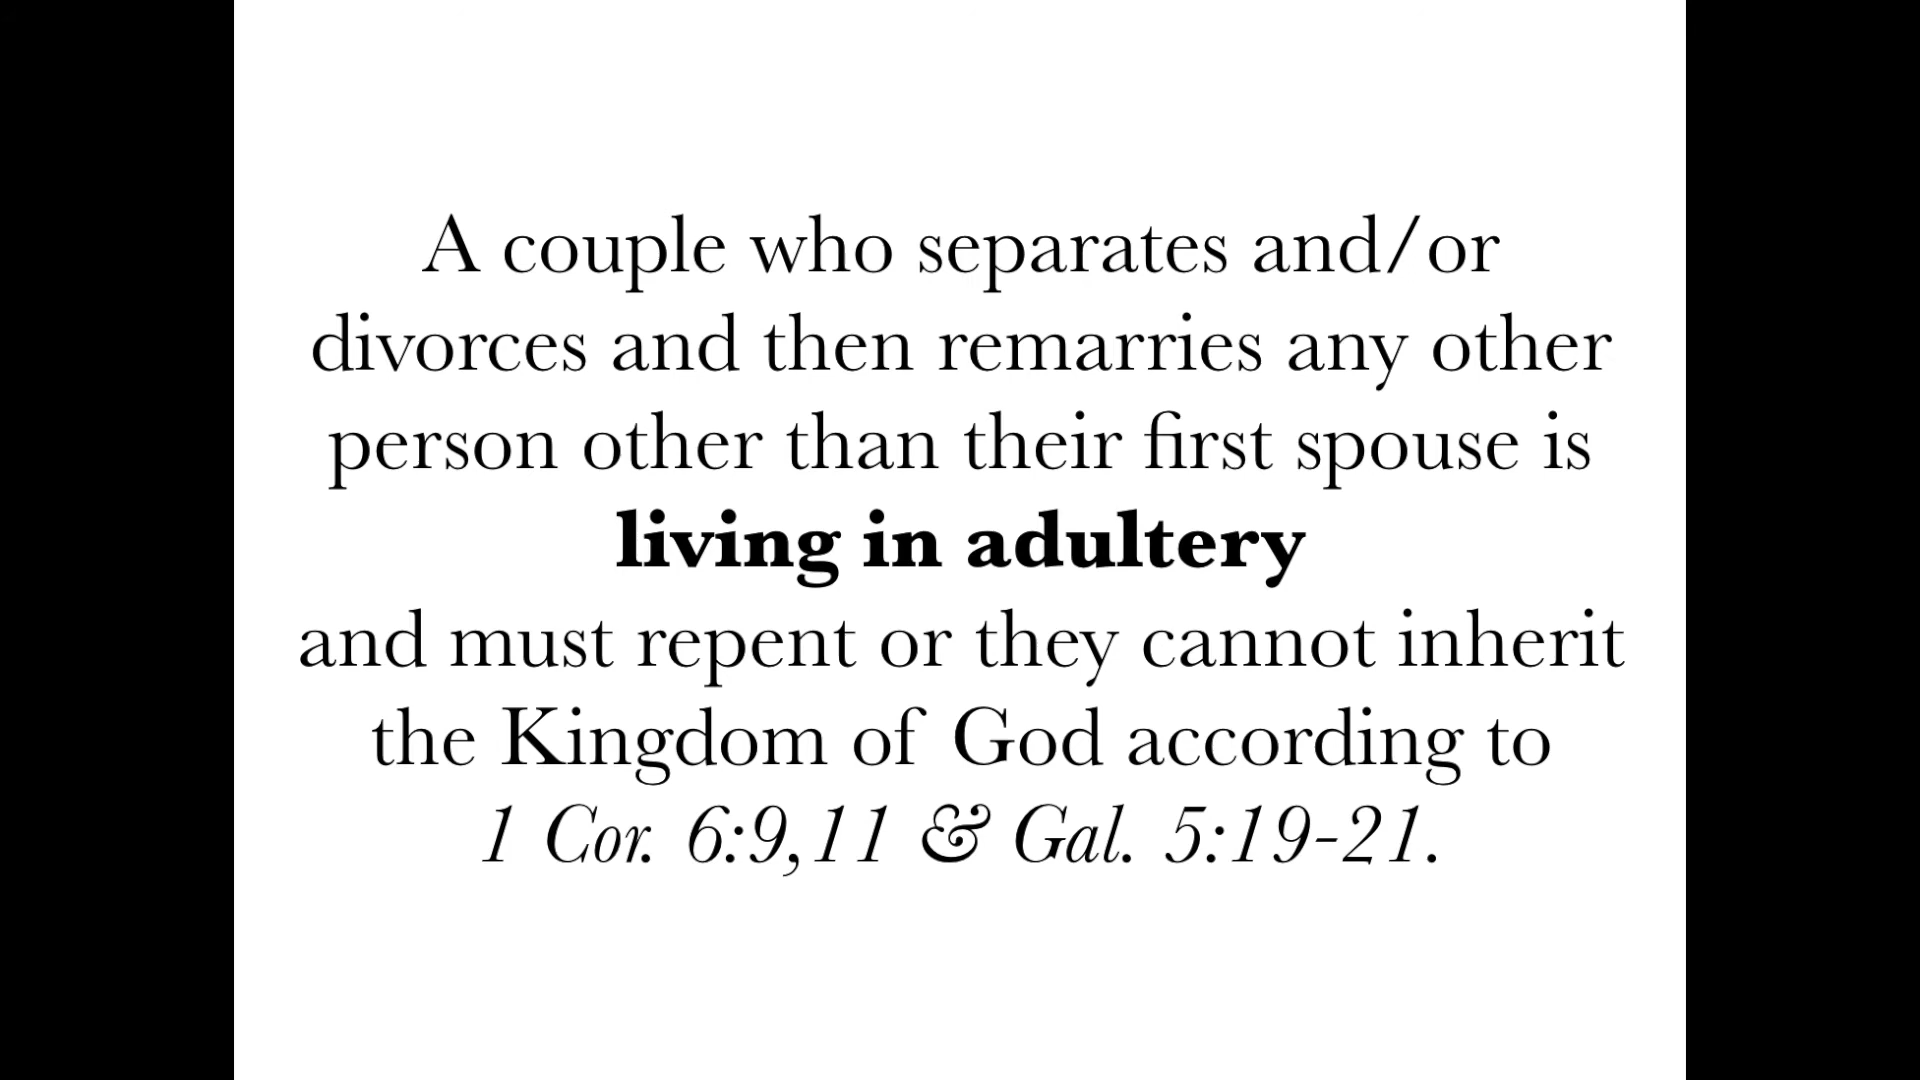 A couple who separates and/or
divorces and then remarries any other
person other than their first spouse is
living in adultery
and must repent or they cannot inherit
the Kingdom of God according to
1 Cor. 6:9,11 & Gal. 5:19-21.